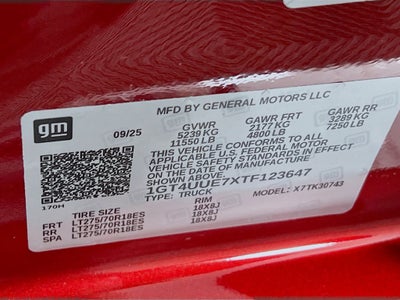 MFD BY GENERAL MOTORS LLC
gm
09/25
GVWR GAWR FRT GAWR RR
5239 KG 2177 KG 3289 KG
11550 LB 4800 LB 7250 LB
THIS VEHICLE CONFORMS TO ALL
APPLICABLE U.S. FEDERAL MOTOR
VEHICLE SAFETY STANDARDS IN EFFECT
ON THE DATE OF MANUFACTURE
1GT4UUE7XTF123647
170H
TYPE: TRUCK MODEL: X7TK30743
TIRE SIZE RIM
FRT LT275/70R18ES 18X8J
RR LT275/70R18ES 18X8J
SPA LT275/70R18ES 18X8J